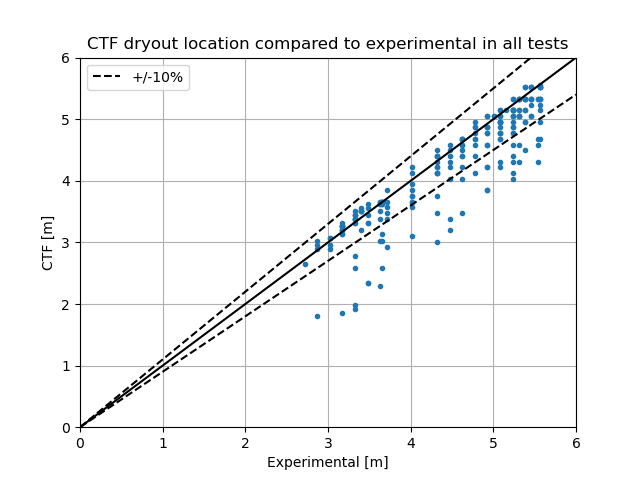 CTF dryout location compared to experimental in all tests
+/-10%
6
5
4
3
2
1
0
CTF [m]
0 1 2 3 4 5 6
Experimental [m]